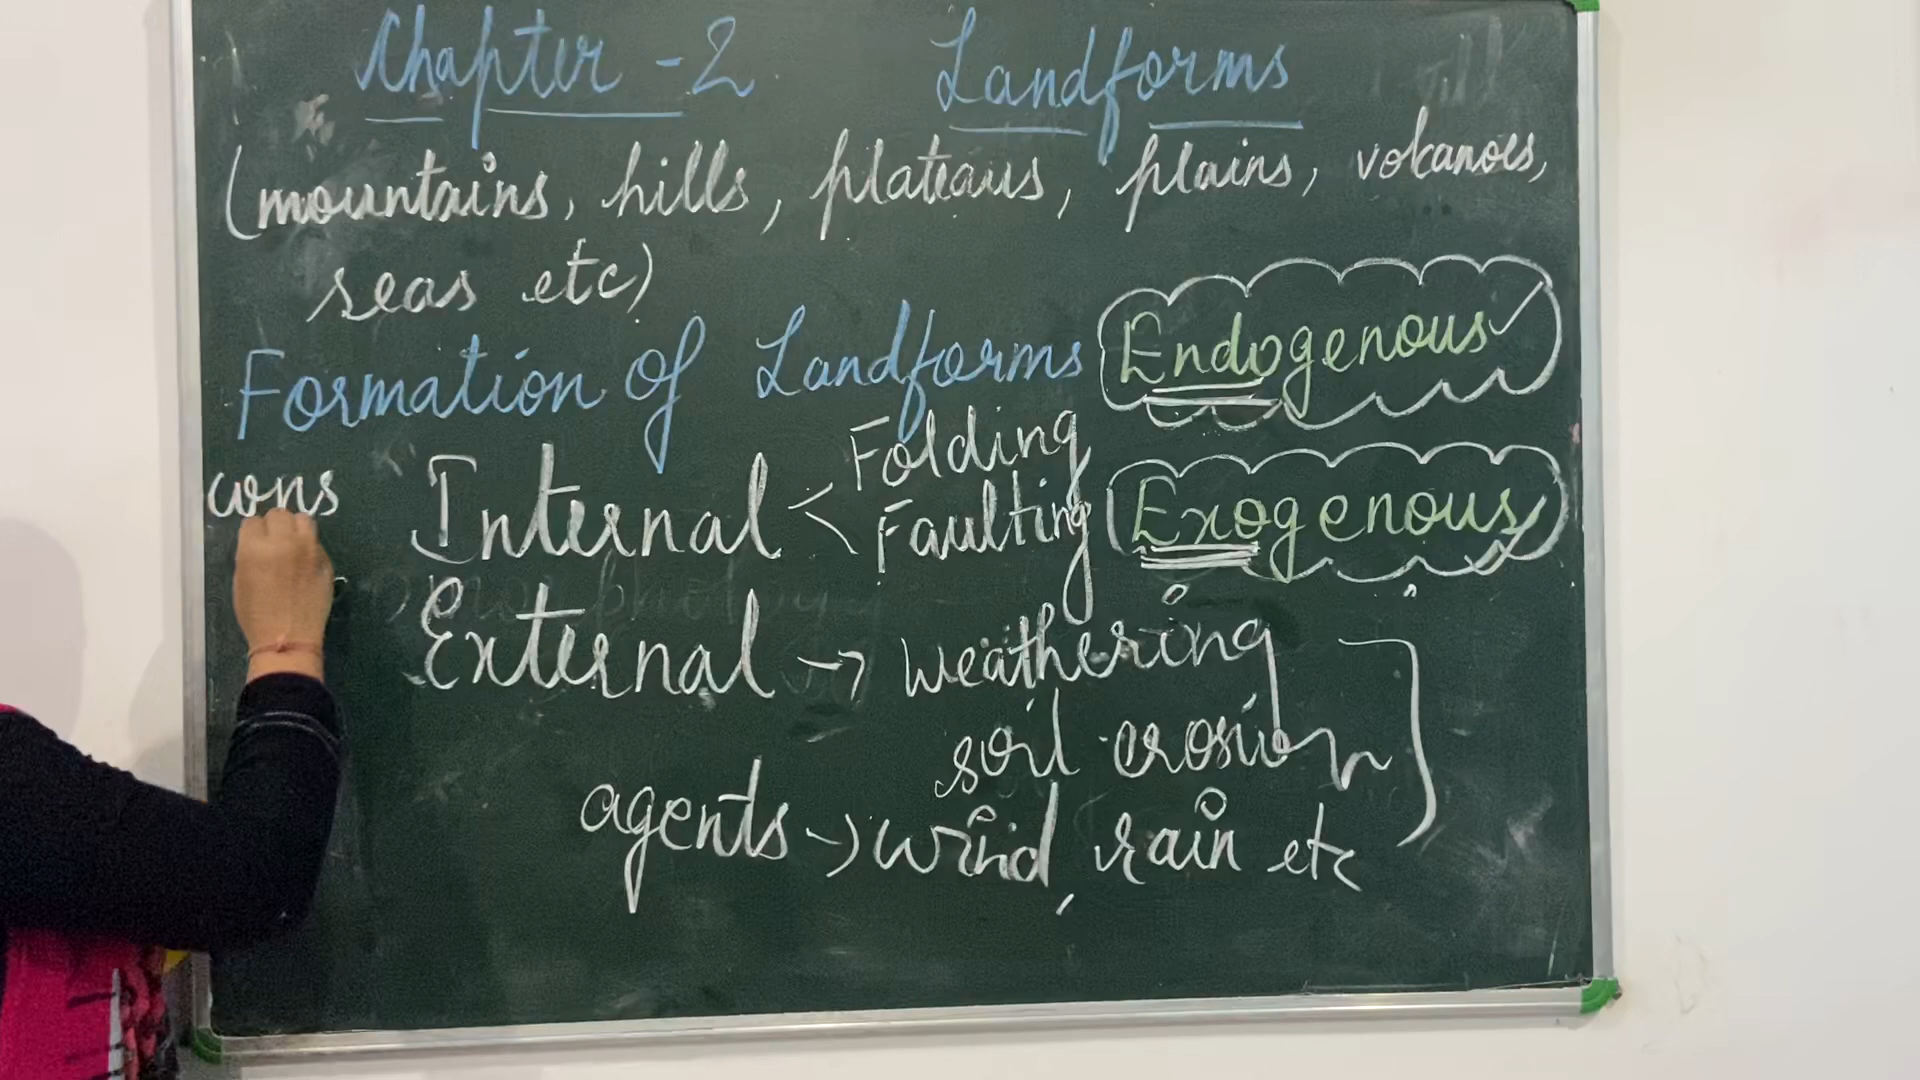 Chapter - 2 Landforms
(mountains, hills, plateaus, plains, volcanoes,
seas etc)
Formation of Landforms Endogenous
cons Internal < Folding
Faulting Exogenous
External → weathering
soil erosion
agents → wind, rain etc